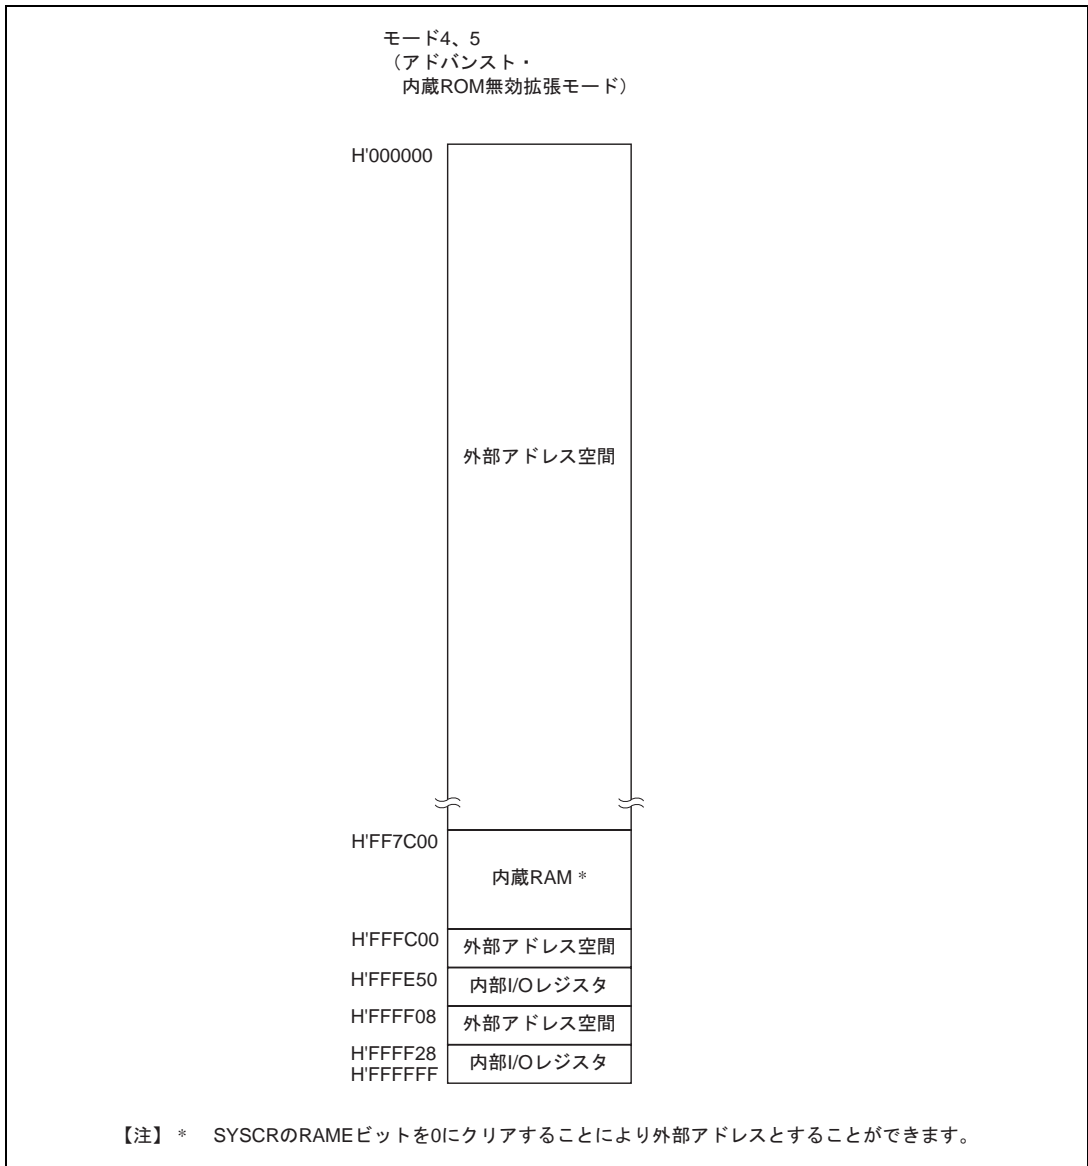 モード4、5
（アドバンスト・
内蔵ROM無効拡張モード）
H'000000
外部アドレス空間
H'FF7C00
内蔵RAM *
H'FFFC00
外部アドレス空間
H'FFFE50
内部I/Oレジスタ
H'FFFF08
外部アドレス空間
H'FFFF28
内部I/Oレジスタ
H'FFFFFF
【注】 * SYSCRのRAMEビットを0にクリアすることにより外部アドレスとすることができます。